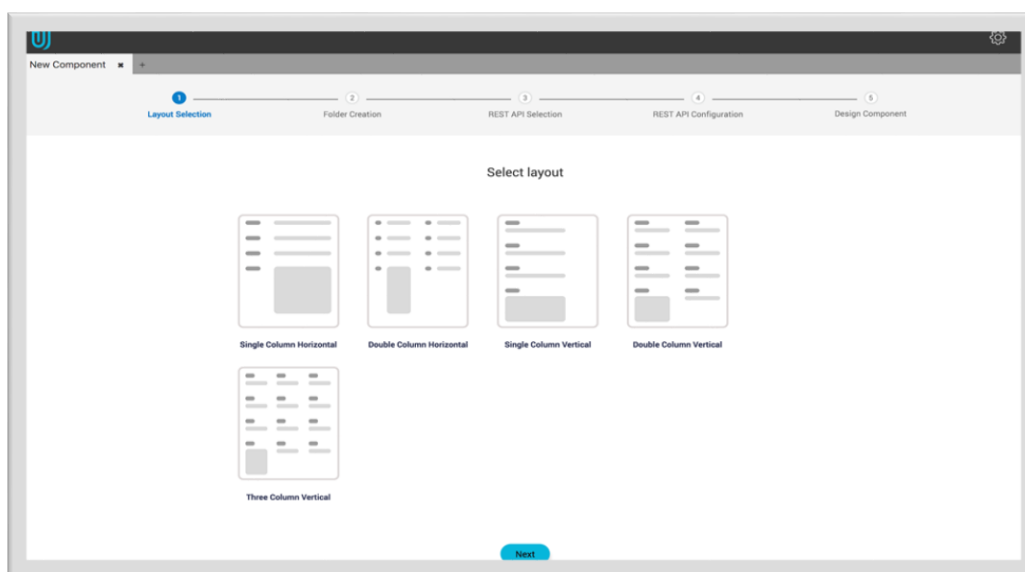 New Component × +
1 2 3 4 5
Layout Selection Folder Creation REST API Selection REST API Configuration Design Component
Select layout
Single Column Horizontal Double Column Horizontal Single Column Vertical Double Column Vertical
Three Column Vertical
Next